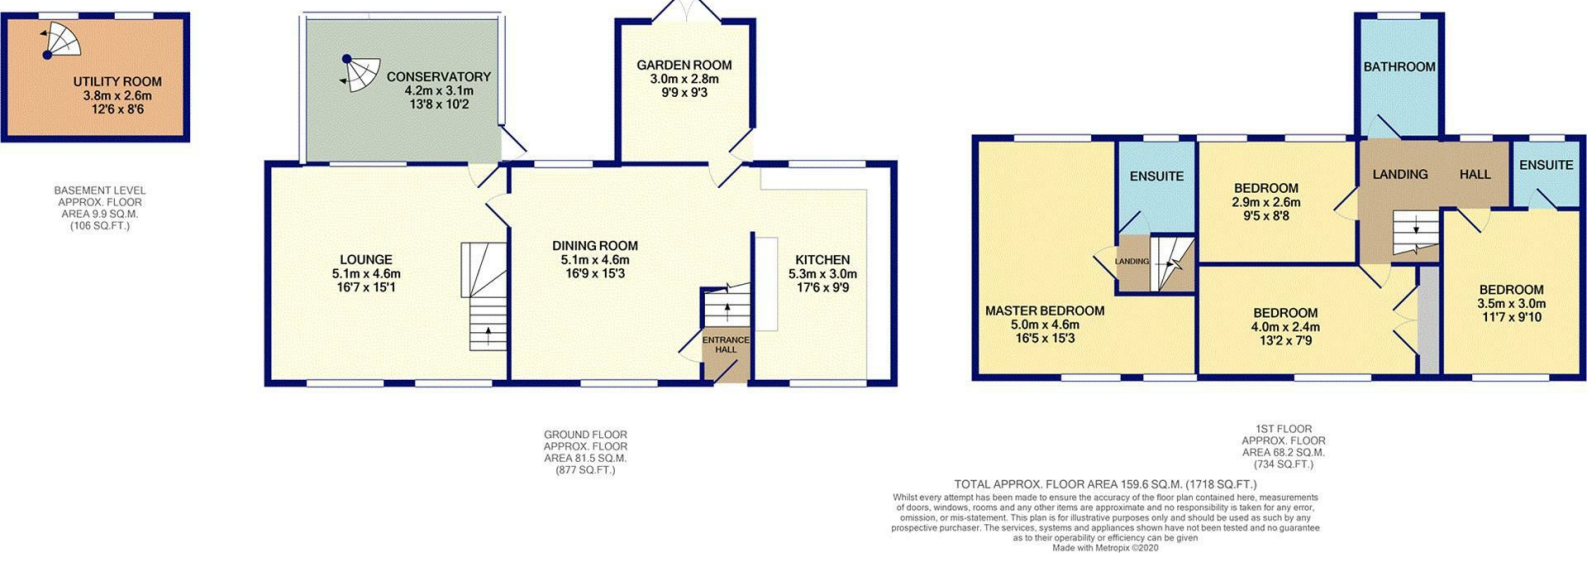 UTILITY ROOM
3.8m x 2.6m
12'6 x 8'6
BASEMENT LEVEL
APPROX. FLOOR
AREA 9.9 SQ.M.
(106 SQ.FT.)
CONSERVATORY
4.2m x 3.1m
13'8 x 10'2
GARDEN ROOM
3.0m x 2.8m
9'9 x 9'3
LOUNGE
5.1m x 4.6m
16'7 x 15'1
DINING ROOM
5.1m x 4.6m
16'9 x 15'3
KITCHEN
5.3m x 3.0m
17'6 x 9'9
ENTRANCE
HALL
GROUND FLOOR
APPROX. FLOOR
AREA 81.5 SQ.M.
(877 SQ.FT.)
BATHROOM
ENSUITE
BEDROOM
2.9m x 2.6m
9'5 x 8'8
LANDING
HALL
ENSUITE
LANDING
MASTER BEDROOM
5.0m x 4.6m
16'5 x 15'3
BEDROOM
4.0m x 2.4m
13'2 x 7'9
BEDROOM
3.5m x 3.0m
11'7 x 9'10
1ST FLOOR
APPROX. FLOOR
AREA 68.2 SQ.M.
(734 SQ.FT.)
TOTAL APPROX. FLOOR AREA 159.6 SQ.M. (1718 SQ.FT.)
Whilst every attempt has been made to ensure the accuracy of the floor plan contained here, measurements
of doors, windows, rooms and any other items are approximate and no responsibility is taken for any error,
omission, or mis-statement. This plan is for illustrative purposes only and should be used as such by any
prospective purchaser. The services, systems and appliances shown have not been tested and no guarantee
as to their operability or efficiency can be given
Made with Metropix ©2020